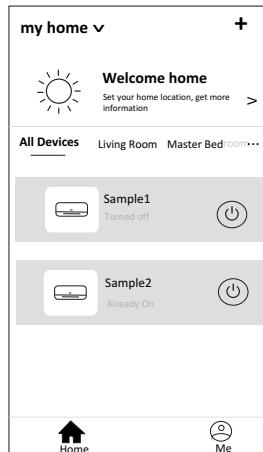 my home
+
Welcome home
Set your home location, get more
information
>
All Devices Living Room Master Bedroom ...
Sample1
Turned off
Sample2
Already On
Home
Me